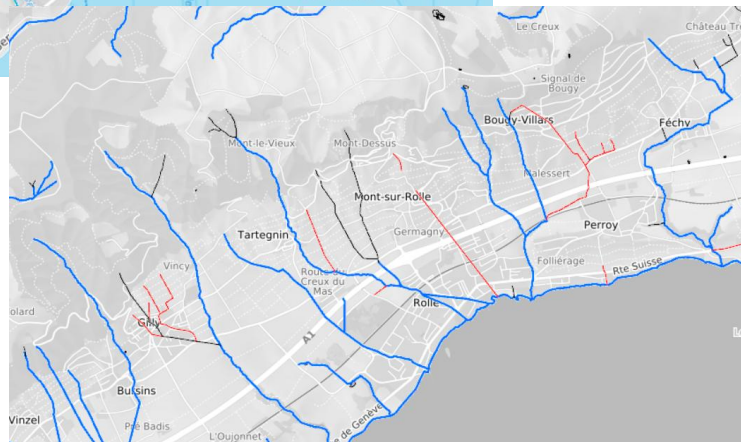 Le Creux
Château Tr
Signal de
Bougy
Bougy-Villars
Féchy
Mont-le-Vieux
Mont-Dessus
Malessert
Mont-sur-Rolle
Perroy
Tartegnin
Germagny
Folliérage
Rte Suisse
Vincy
Route du
Creux du
Mas
Rolle
olard
Gilly
A1
Bursins
Vinzel
Pré Badis
L'Oujonnet
e de Genève